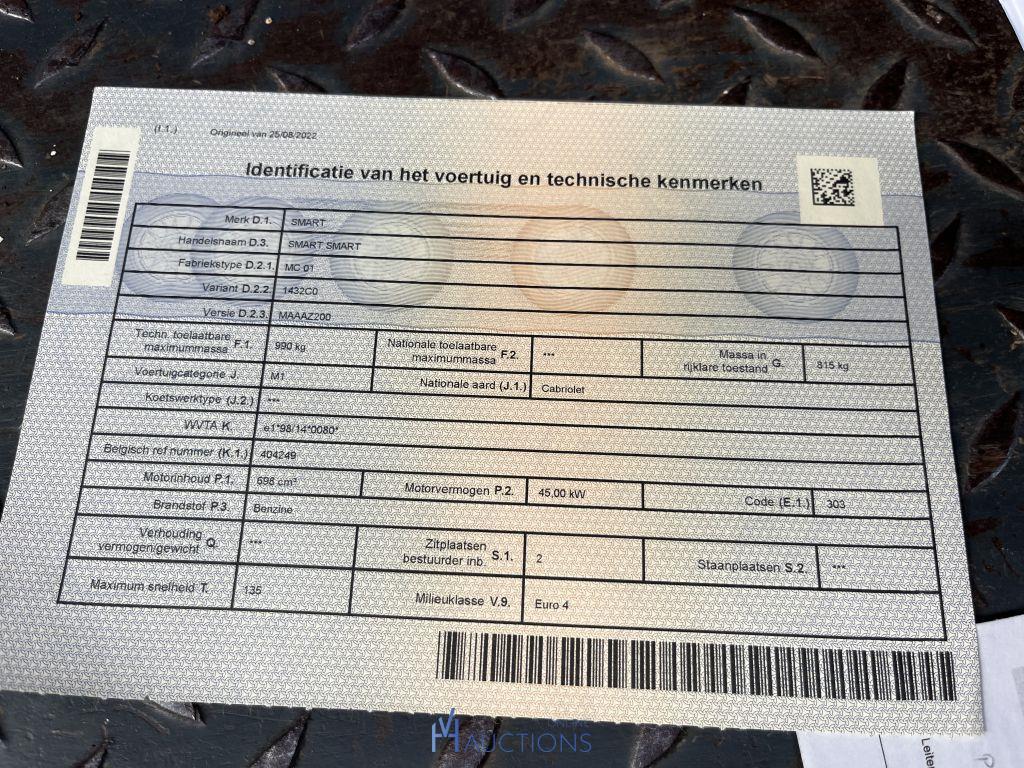 (I.1.) Origineel van 25/08/2022
Identificatie van het voertuig en technische kenmerken
Merk D.1. SMART
Handelsnaam D.3. SMART SMART
Fabriekstype D.2.1. MC 01
Variant D.2.2. 1432C0
Versie D.2.3. MAAAZ200
Techn. toelaatbare maximummassa F.1. 990 kg Nationale toelaatbare maximummassa F.2. *** Massa in rijklare toestand G. 815 kg
Voertuigcategorie J. M1 Nationale aard (J.1.) Cabriolet
Koetswerktype (J.2.) ***
WVTA K. e1*98/14*0080*
Belgisch ref nummer (K.1.) 404249
Motorinhoud P.1. 698 cm³ Motorvermogen P.2. 45,00 kW Code (E.1.) 303
Brandstof P.3. Benzine
Verhouding vermogen/gewicht Q. *** Zitplaatsen bestuurder inb. S.1. 2 Staanplaatsen S.2. ***
Maximum snelheid T. 135 Milieuklasse V.9. Euro 4
AUCTIONS
Leiter